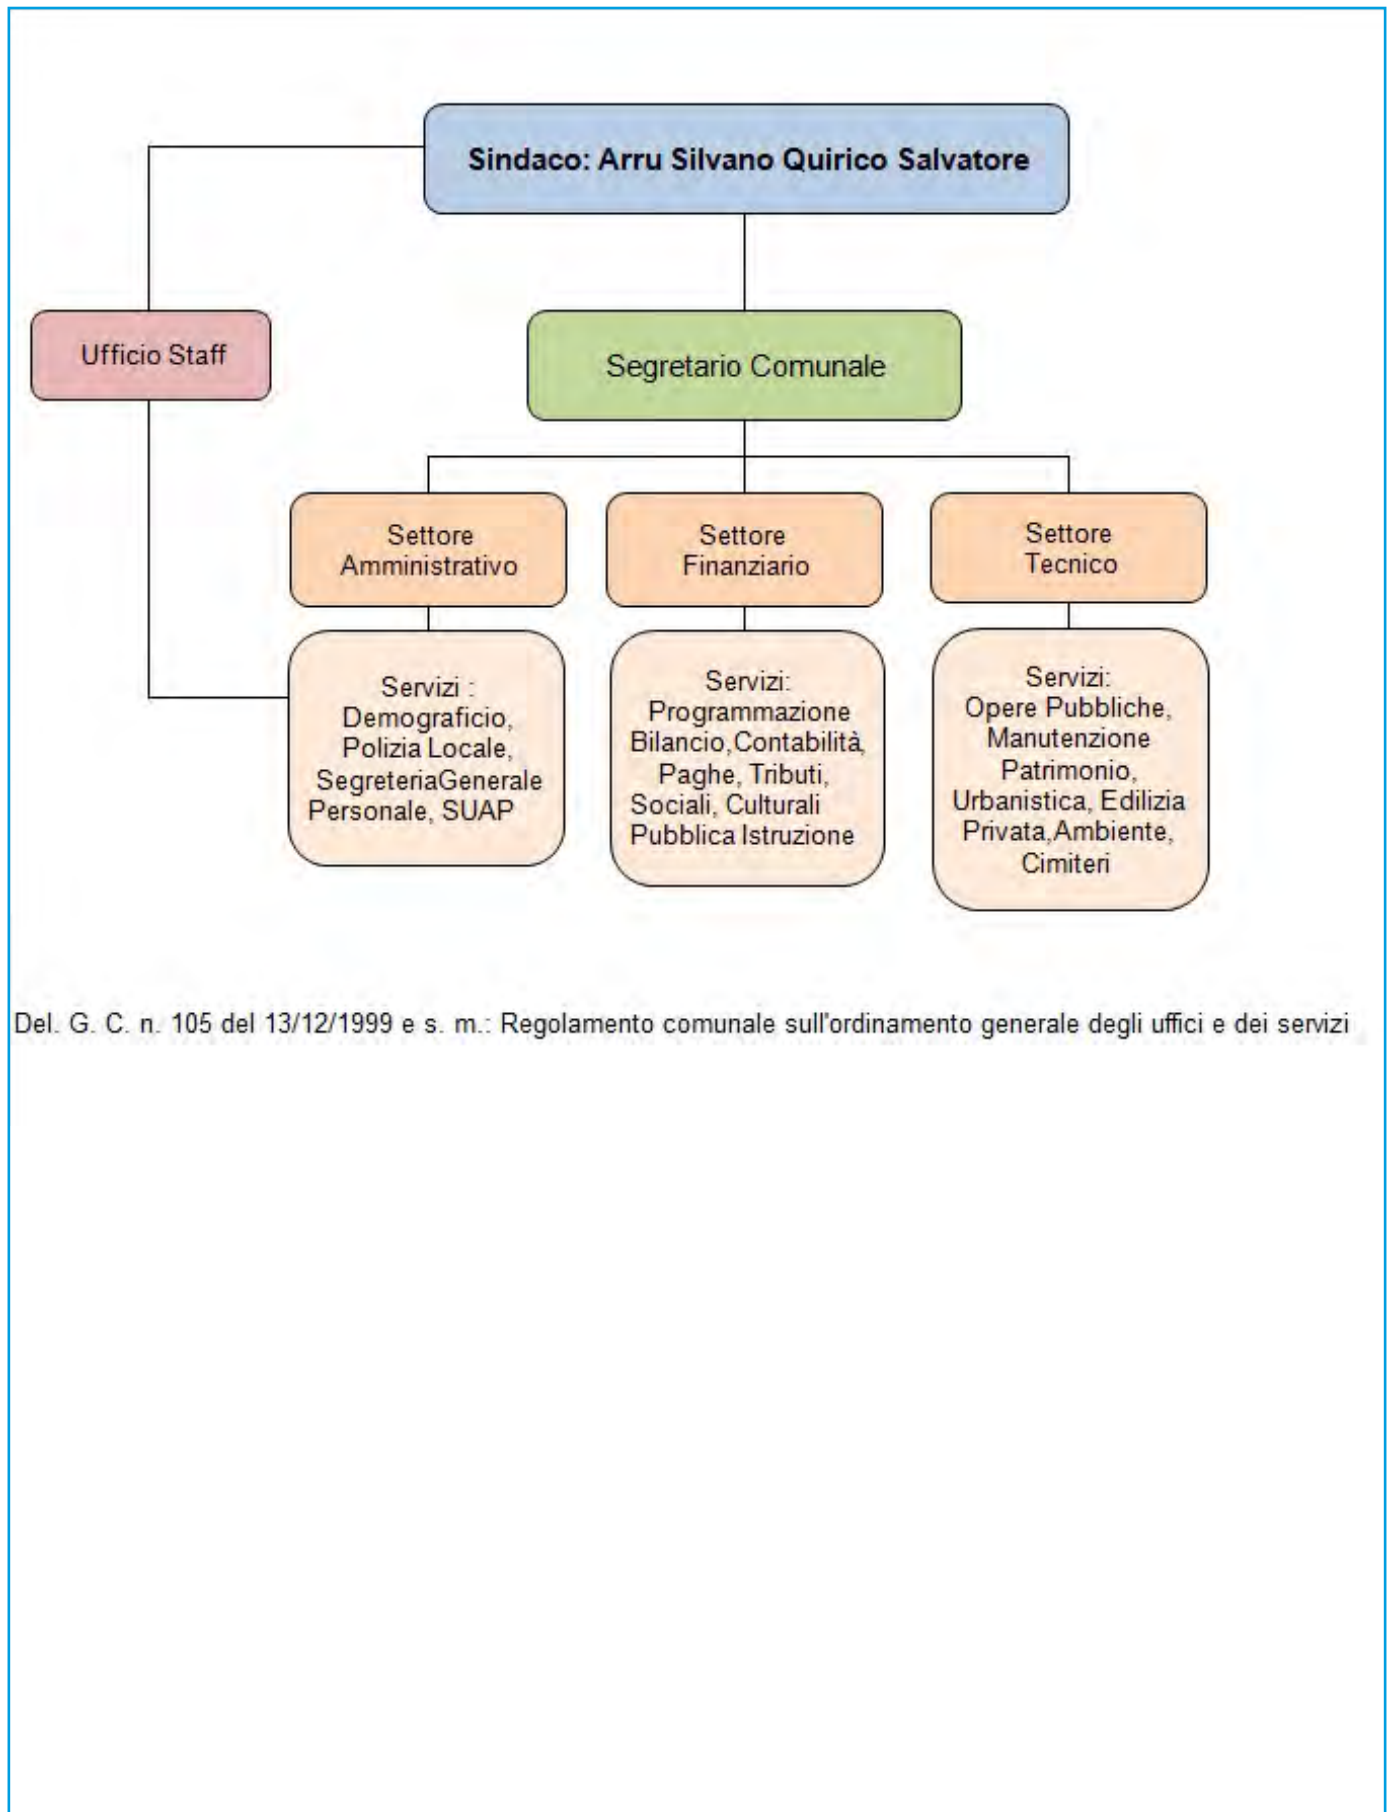 Sindaco: Arru Silvano Quirico Salvatore
Ufficio Staff
Segretario Comunale
Settore
Amministrativo
Settore
Finanziario
Settore
Tecnico
Servizi :
Demograficio,
Polizia Locale,
SegreteriaGenerale
Personale, SUAP
Servizi:
Programmazione
Bilancio,Contabilità,
Paghe, Tributi,
Sociali, Culturali
Pubblica Istruzione
Servizi:
Opere Pubbliche,
Manutenzione
Patrimonio,
Urbanistica, Edilizia
Privata,Ambiente,
Cimiteri
Del. G. C. n. 105 del 13/12/1999 e s. m.: Regolamento comunale sull'ordinamento generale degli uffici e dei servizi